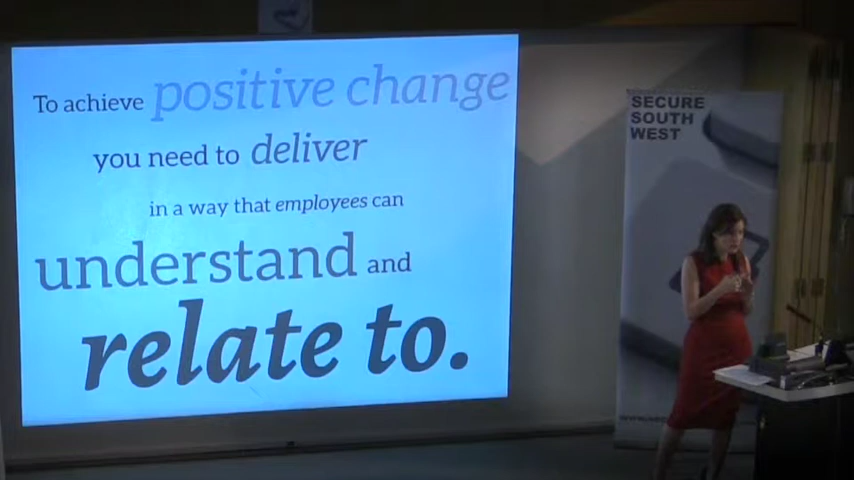 To achieve positive change
you need to deliver
in a way that employees can
understand and
relate to.
SECURE
SOUTH
WEST